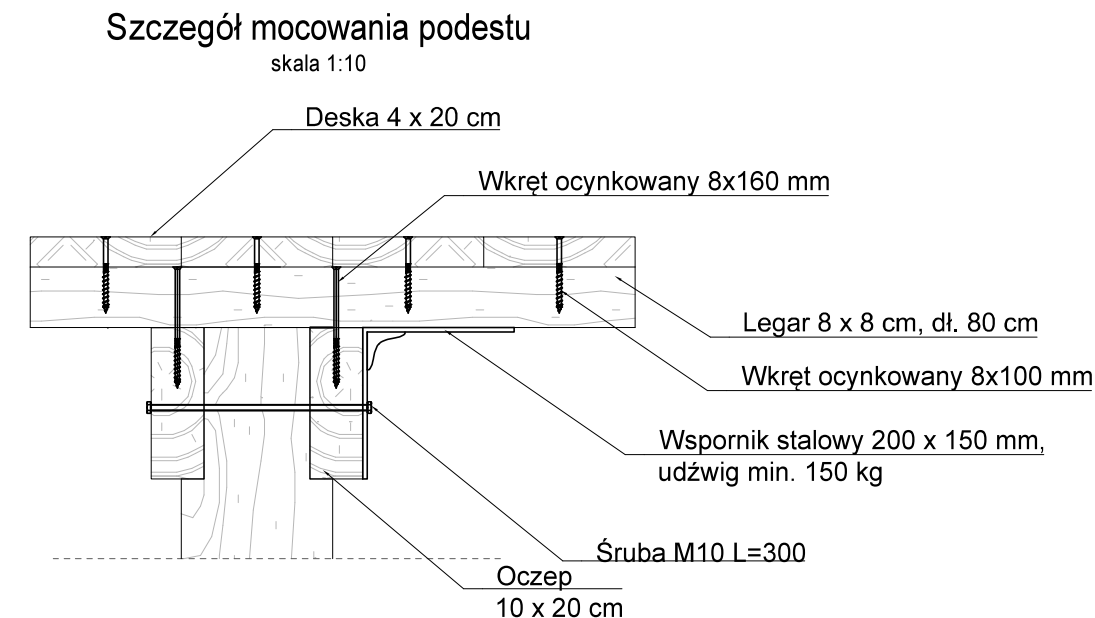 Szczegół mocowania podestu
skala 1:10
Deska 4 x 20 cm
Wkręt ocynkowany 8x160 mm
Legar 8 x 8 cm, dł. 80 cm
Wkręt ocynkowany 8x100 mm
Wspornik stalowy 200 x 150 mm,
udźwig min. 150 kg
Śruba M10 L=300
Oczep
10 x 20 cm